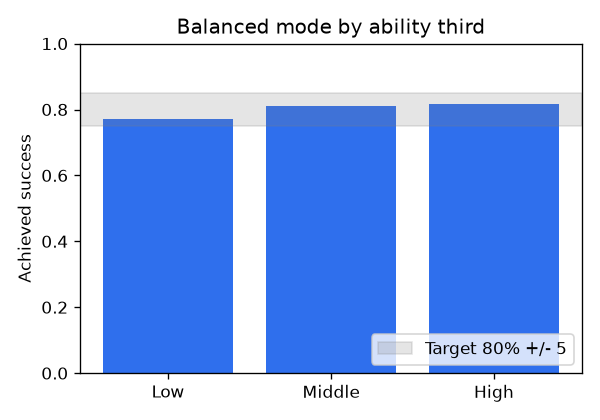 Balanced mode by ability third
Achieved success
1.0
0.8
0.6
0.4
0.2
0.0
Target 80% +/- 5
Low
Middle
High